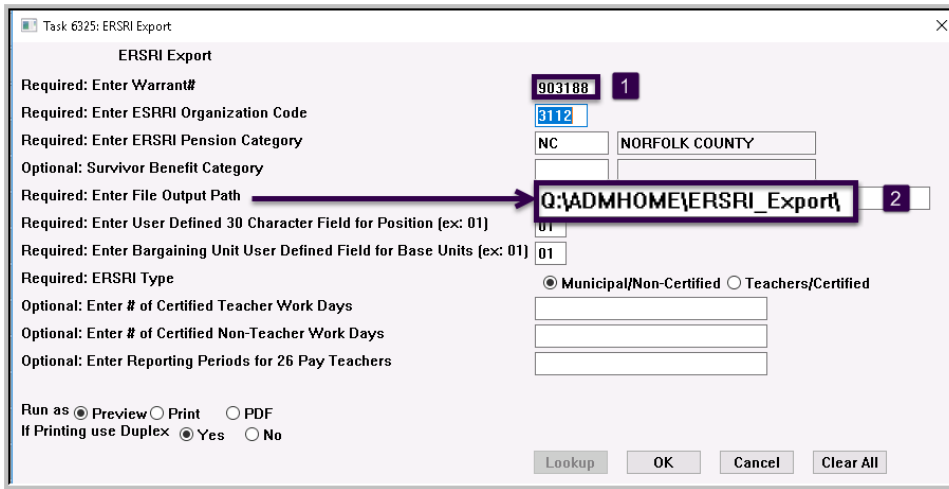 Task 6325: ERSRI Export
ERSRI Export
Required: Enter Warrant# 903188 1
Required: Enter ESRRI Organization Code 3112
Required: Enter ERSRI Pension Category NC NORFOLK COUNTY
Optional: Survivor Benefit Category
Required: Enter File Output Path Q:\ADMHOME\ERSRI_Export\ 2
Required: Enter User Defined 30 Character Field for Position (ex: 01) 01
Required: Enter Bargaining Unit User Defined Field for Base Units (ex: 01) 01
Required: ERSRI Type Municipal/Non-Certified Teachers/Certified
Optional: Enter # of Certified Teacher Work Days
Optional: Enter # of Certified Non-Teacher Work Days
Optional: Enter Reporting Periods for 26 Pay Teachers
Run as Preview Print PDF
If Printing use Duplex Yes No
Lookup OK Cancel Clear All